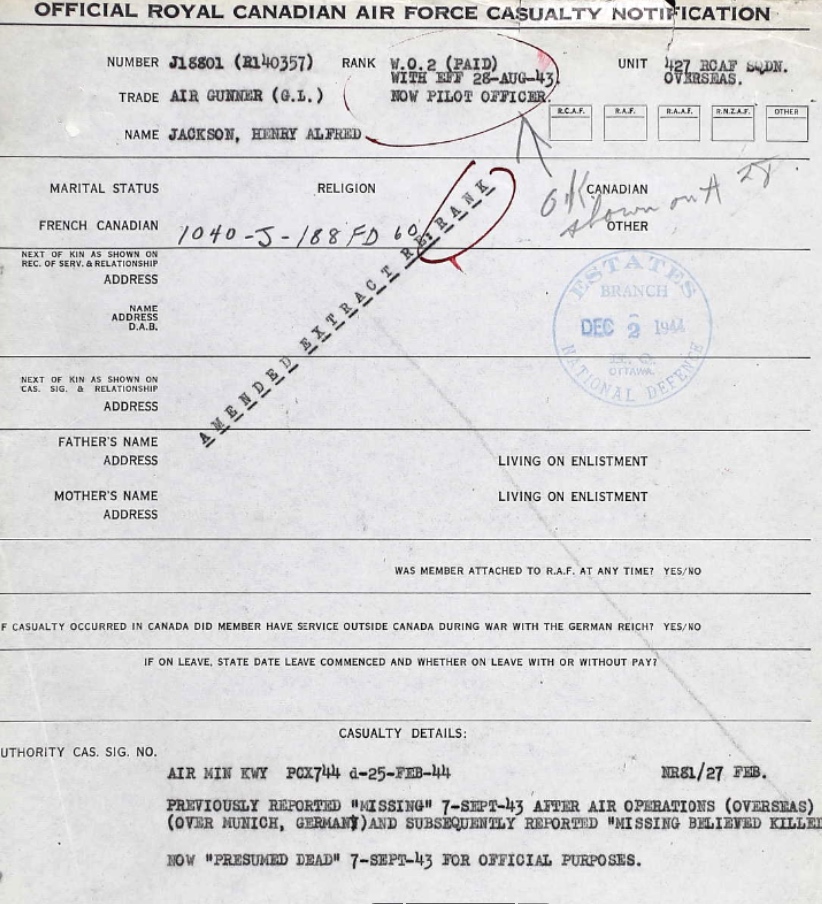 OFFICIAL ROYAL CANADIAN AIR FORCE CASUALTY NOTIFICATION
NUMBER J18801 (R140357) RANK W.O.2 (PAID) UNIT 427 RCAF SQDN.
WITH EFF 28-AUG-43 OVERSEAS.
TRADE AIR GUNNER (G.L.) NOW PILOT OFFICER.
R.C.A.F. R.A.F. R.A.A.F. R.N.Z.A.F. OTHER
NAME JACKSON, HENRY ALFRED
MARITAL STATUS RELIGION CANADIAN
OK shown on A 28
FRENCH CANADIAN 1040-J-188 FD 60 OTHER
AMENDED EXTRACT RE: RANK
NEXT OF KIN AS SHOWN ON
REC. OF SERV. & RELATIONSHIP
ADDRESS
NAME
ADDRESS
D.A.B.
ESTATES
BRANCH
DEC 2 1944
H.Q.
OTTAWA
NATIONAL DEFENCE
NEXT OF KIN AS SHOWN ON
CAS. SIG. & RELATIONSHIP
ADDRESS
FATHER'S NAME
ADDRESS LIVING ON ENLISTMENT
MOTHER'S NAME LIVING ON ENLISTMENT
ADDRESS
WAS MEMBER ATTACHED TO R.A.F. AT ANY TIME? YES/NO
F CASUALTY OCCURRED IN CANADA DID MEMBER HAVE SERVICE OUTSIDE CANADA DURING WAR WITH THE GERMAN REICH? YES/NO
IF ON LEAVE, STATE DATE LEAVE COMMENCED AND WHETHER ON LEAVE WITH OR WITHOUT PAY?
CASUALTY DETAILS:
UTHORITY CAS. SIG. NO.
AIR MIN KWY PCX744 d-25-FEB-44 NR81/27 FEB.
PREVIOUSLY REPORTED "MISSING" 7-SEPT-43 AFTER AIR OPERATIONS (OVERSEAS)
(OVER MUNICH, GERMANY)AND SUBSEQUENTLY REPORTED "MISSING BELIEVED KILLED
NOW "PRESUMED DEAD" 7-SEPT-43 FOR OFFICIAL PURPOSES.